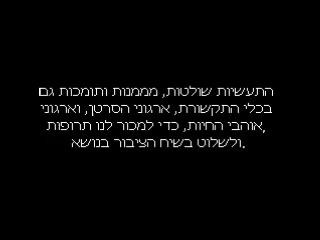 התעשיות שולטות, מממנות ותומכות גם
בכלי התקשורת, ארגוני הסרטן, וארגוני
אוהבי החיות, כדי למכור לנו תרופות,
ולשלוט בשיח הציבור בנושא.